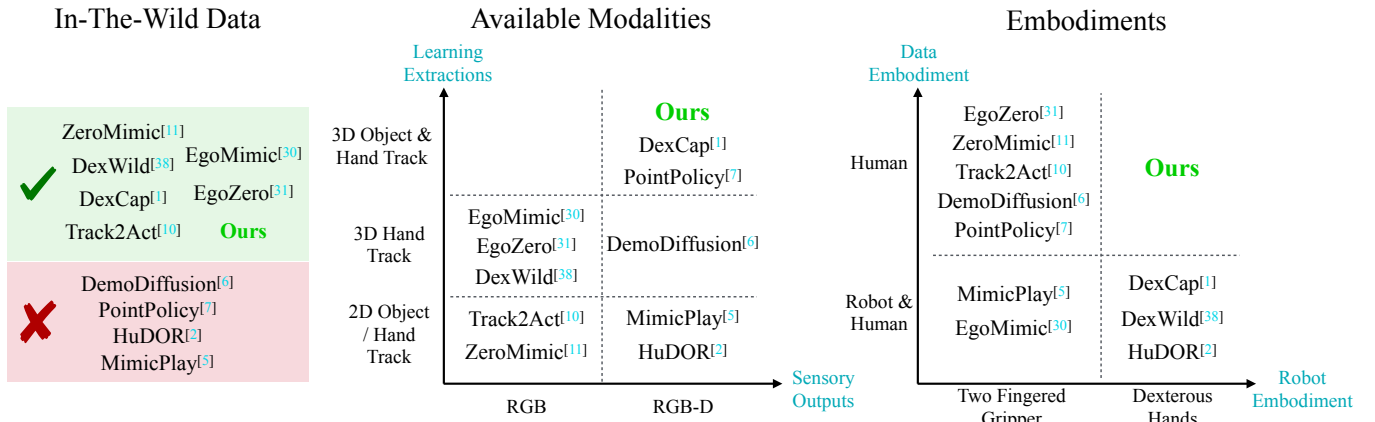 In-The-Wild Data
ZeroMimic[11]
EgoMimic[30]
DexWild[38]
EgoZero[31]
DexCap[1]
Track2Act[10]
Ours
DemoDiffusion[6]
PointPolicy[7]
HuDOR[2]
MimicPlay[5]
Available Modalities
Learning
Extractions
3D Object &
Hand Track
Ours
DexCap[1]
PointPolicy[7]
3D Hand
Track
EgoMimic[30]
EgoZero[31]
DexWild[38]
DemoDiffusion[6]
2D Object
/ Hand
Track
Track2Act[10]
ZeroMimic[11]
MimicPlay[5]
HuDOR[2]
RGB
RGB-D
Sensory
Outputs
Embodiments
Data
Embodiment
Human
EgoZero[31]
ZeroMimic[11]
Track2Act[10]
DemoDiffusion[6]
PointPolicy[7]
Ours
Robot &
Human
MimicPlay[5]
EgoMimic[30]
DexCap[1]
DexWild[38]
HuDOR[2]
Two Fingered
Gripper
Dexterous
Hands
Robot
Embodiment